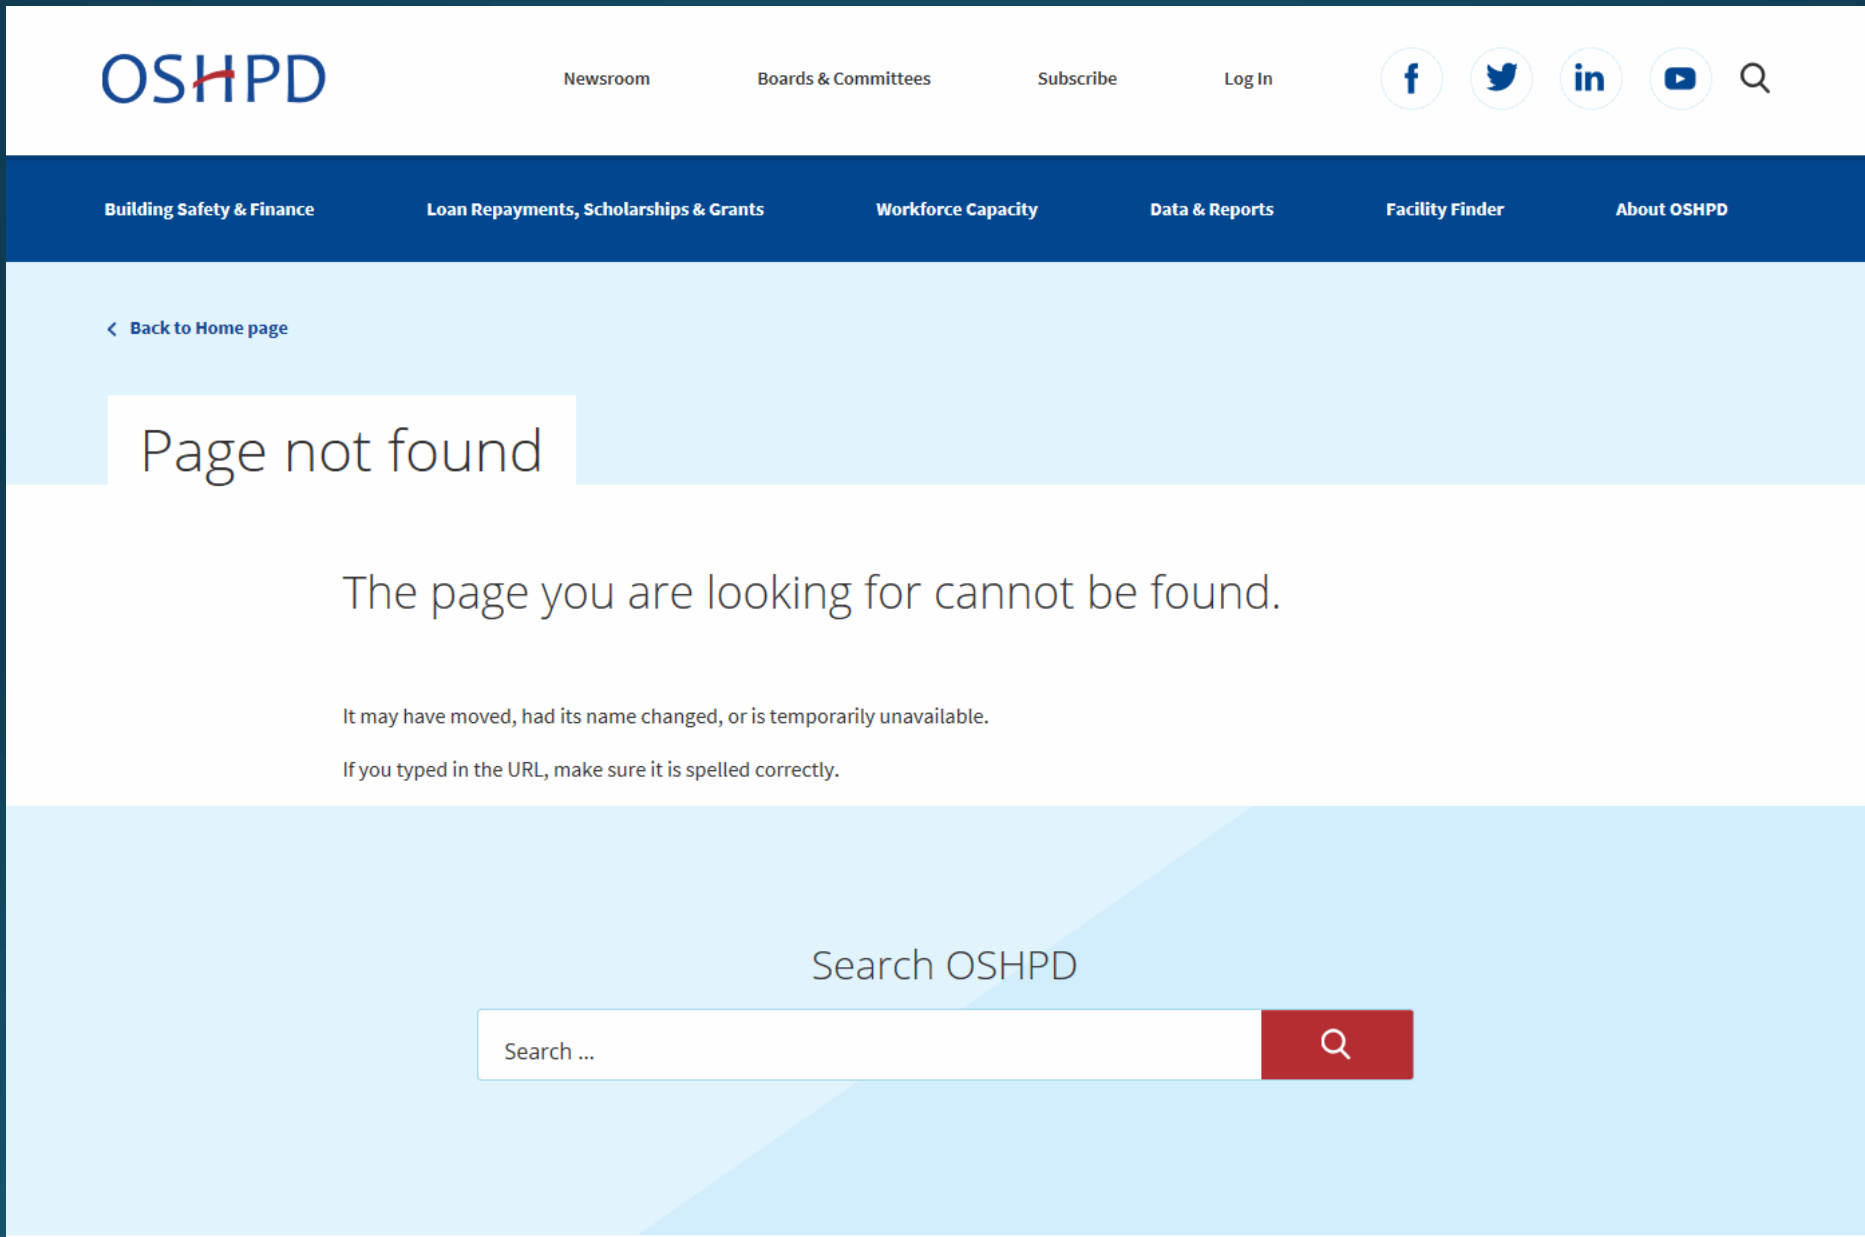 OSHPD
Newsroom Boards & Committees Subscribe Log In
Building Safety & Finance Loan Repayments, Scholarships & Grants Workforce Capacity Data & Reports Facility Finder About OSHPD
Back to Home page
Page not found
The page you are looking for cannot be found.
It may have moved, had its name changed, or is temporarily unavailable.
If you typed in the URL, make sure it is spelled correctly.
Search OSHPD
Search ...